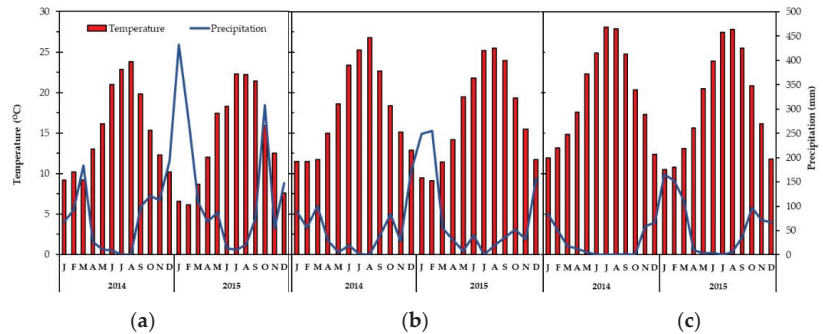 30
25
20
15
10
5
0
Temperature (°C)
Temperature
Precipitation
500
450
400
350
300
250
200
150
100
50
0
Precipitation (mm)
J F M A M J J A S O N D J F M A M J J A S O N D
J F M A M J J A S O N D J F M A M J J A S O N D
J F M A M J J A S O N D J F M A M J J A S O N D
2014 2015 2014 2015 2014 2015
(a) (b) (c)